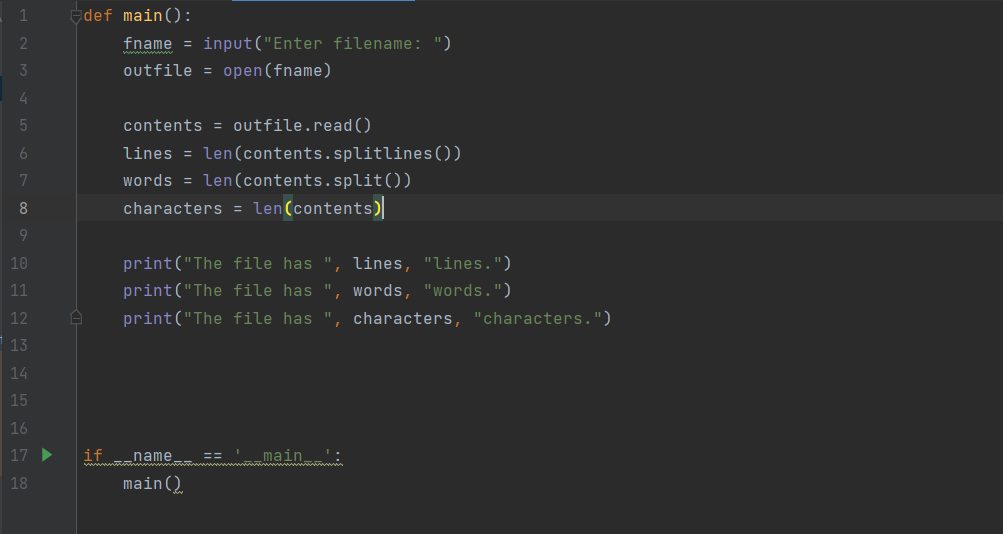 1 def main():
2     fname = input("Enter filename: ")
3     outfile = open(fname)
4
5     contents = outfile.read()
6     lines = len(contents.splitlines())
7     words = len(contents.split())
8     characters = len(contents)
9
10     print("The file has ", lines, "lines.")
11     print("The file has ", words, "words.")
12     print("The file has ", characters, "characters.")
13
14
15
16
17 if __name__ == '__main__':
18     main()